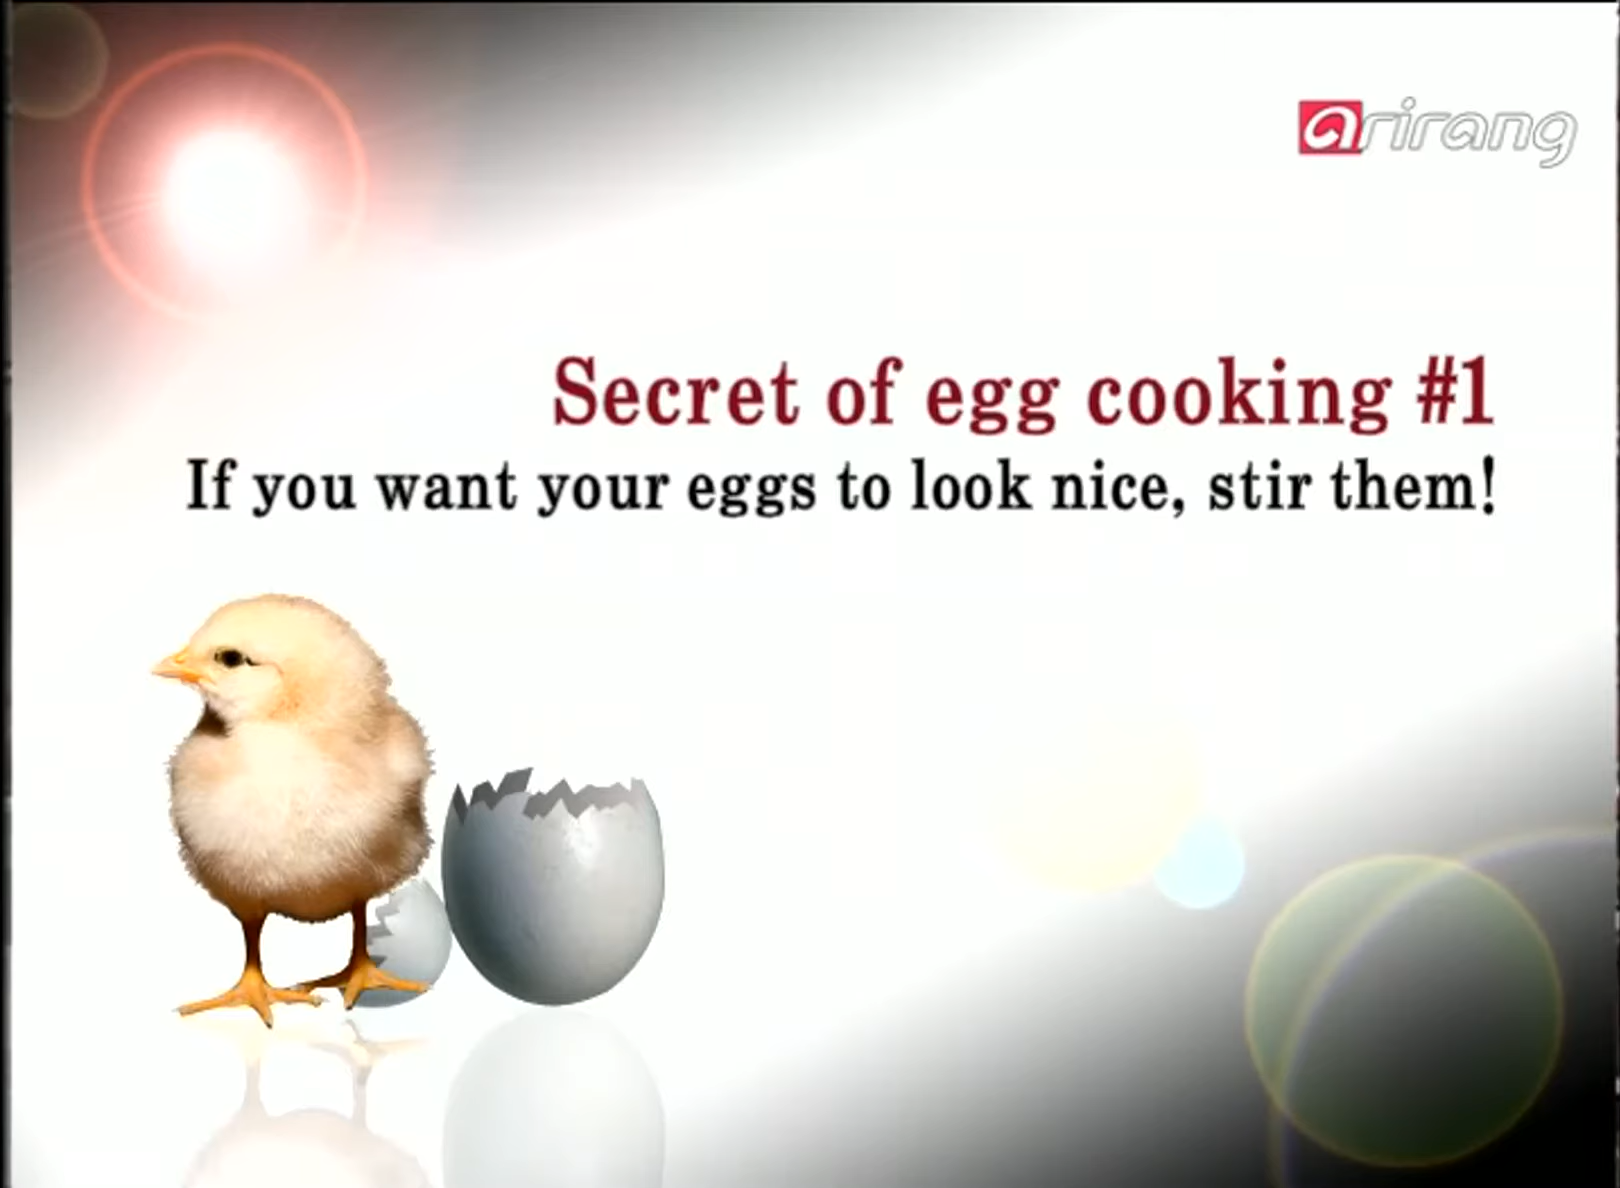 arirang
Secret of egg cooking #1
If you want your eggs to look nice, stir them!